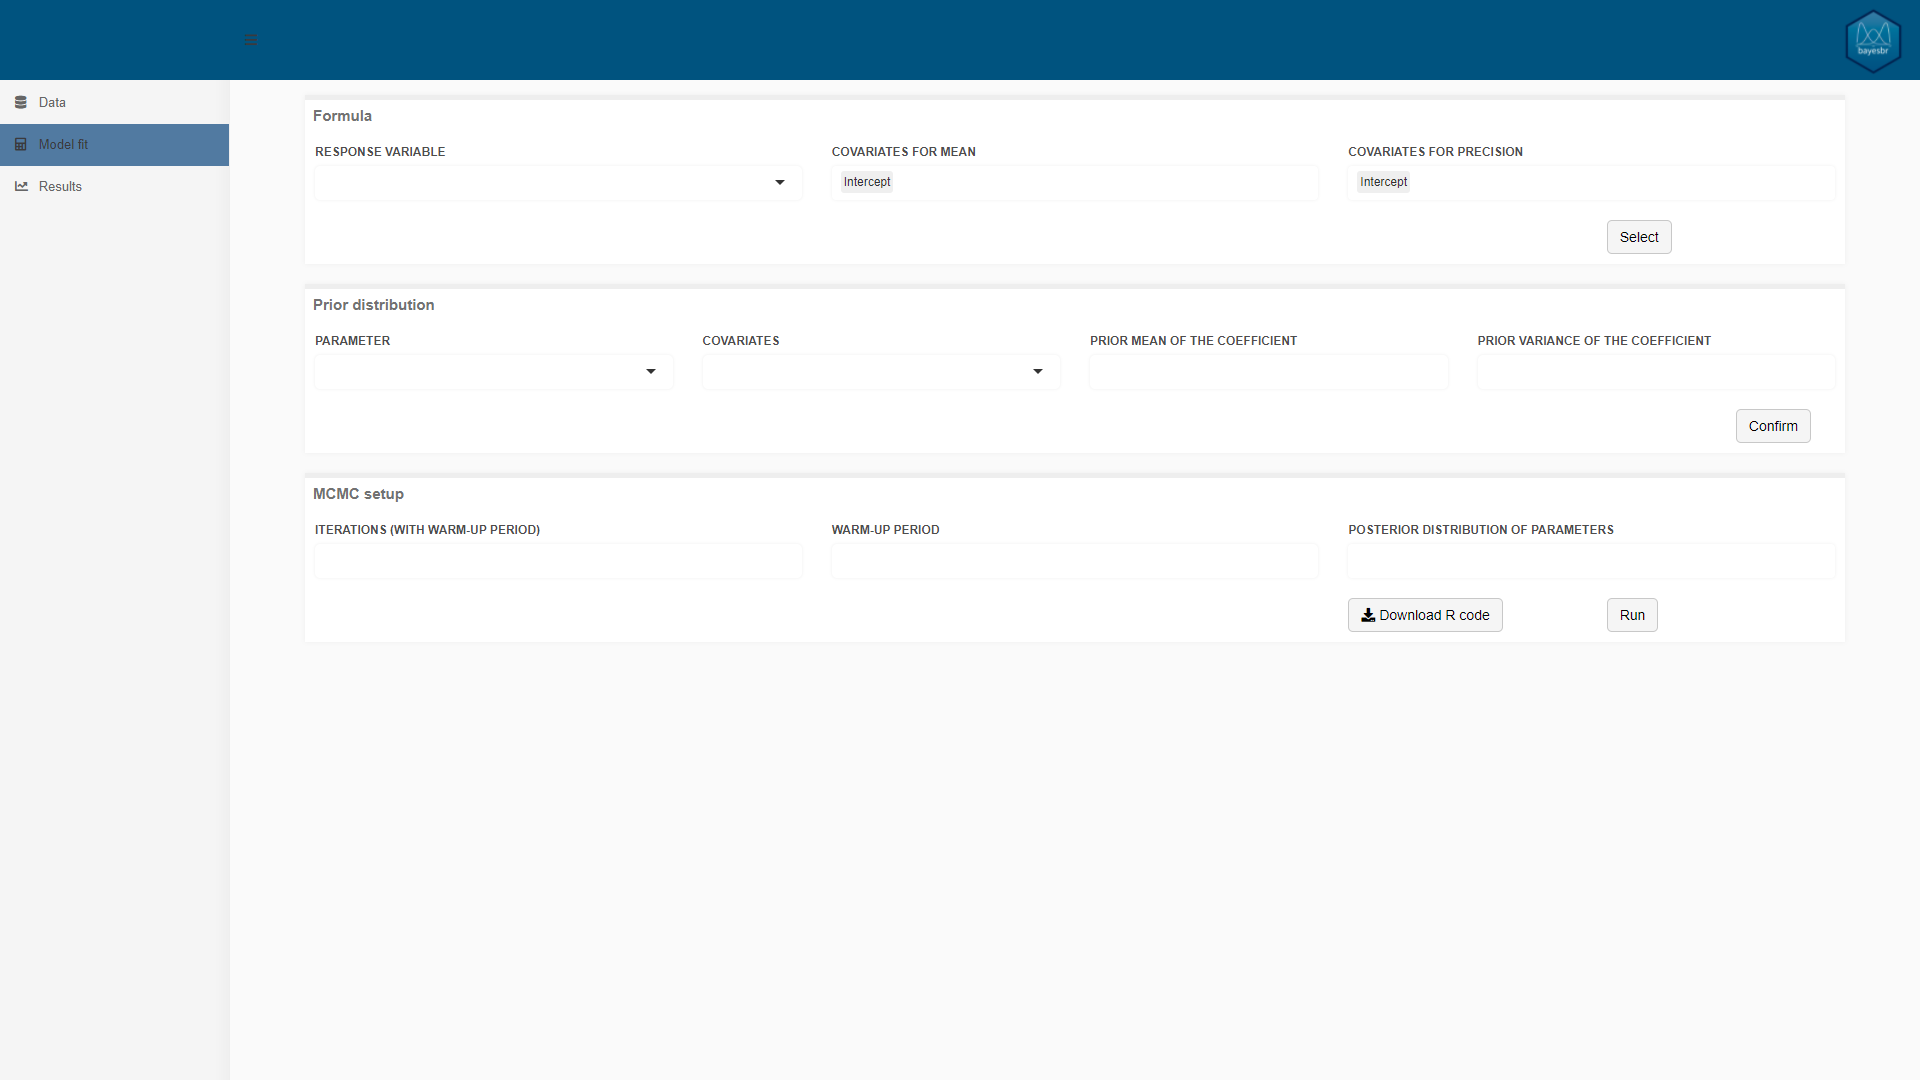 bayesbr
Data
Model fit
Results
Formula
RESPONSE VARIABLE
COVARIATES FOR MEAN
COVARIATES FOR PRECISION
Intercept
Intercept
Select
Prior distribution
PARAMETER
COVARIATES
PRIOR MEAN OF THE COEFFICIENT
PRIOR VARIANCE OF THE COEFFICIENT
Confirm
MCMC setup
ITERATIONS (WITH WARM-UP PERIOD)
WARM-UP PERIOD
POSTERIOR DISTRIBUTION OF PARAMETERS
Download R code
Run